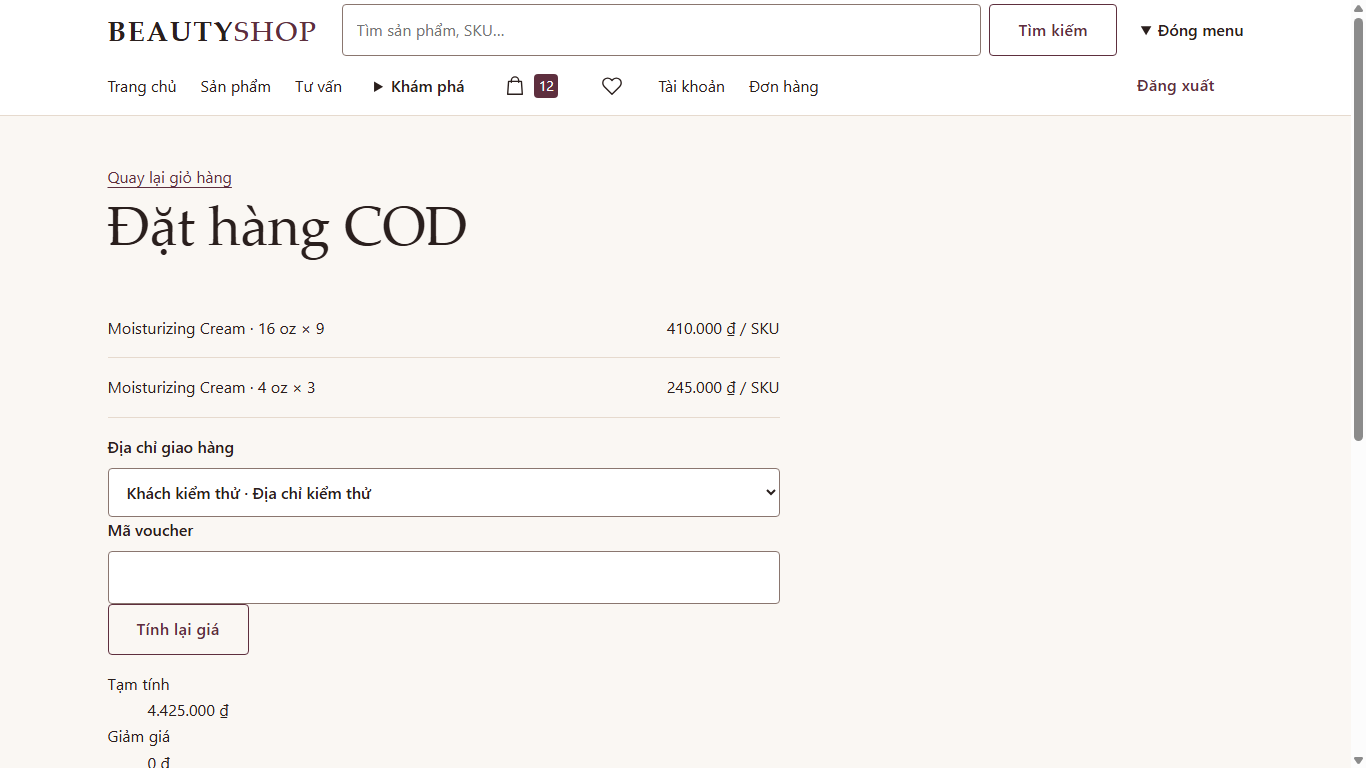 BEAUTYSHOP
Tìm sản phẩm, SKU...
Tìm kiếm
▼ Đóng menu
Trang chủ
Sản phẩm
Tư vấn
▶ Khám phá
12
Tài khoản
Đơn hàng
Đăng xuất
Quay lại giỏ hàng
Đặt hàng COD
Moisturizing Cream · 16 oz × 9
410.000 ₫ / SKU
Moisturizing Cream · 4 oz × 3
245.000 ₫ / SKU
Địa chỉ giao hàng
Khách kiểm thử · Địa chỉ kiểm thử
Mã voucher
Tính lại giá
Tạm tính
4.425.000 ₫
Giảm giá
0 ₫